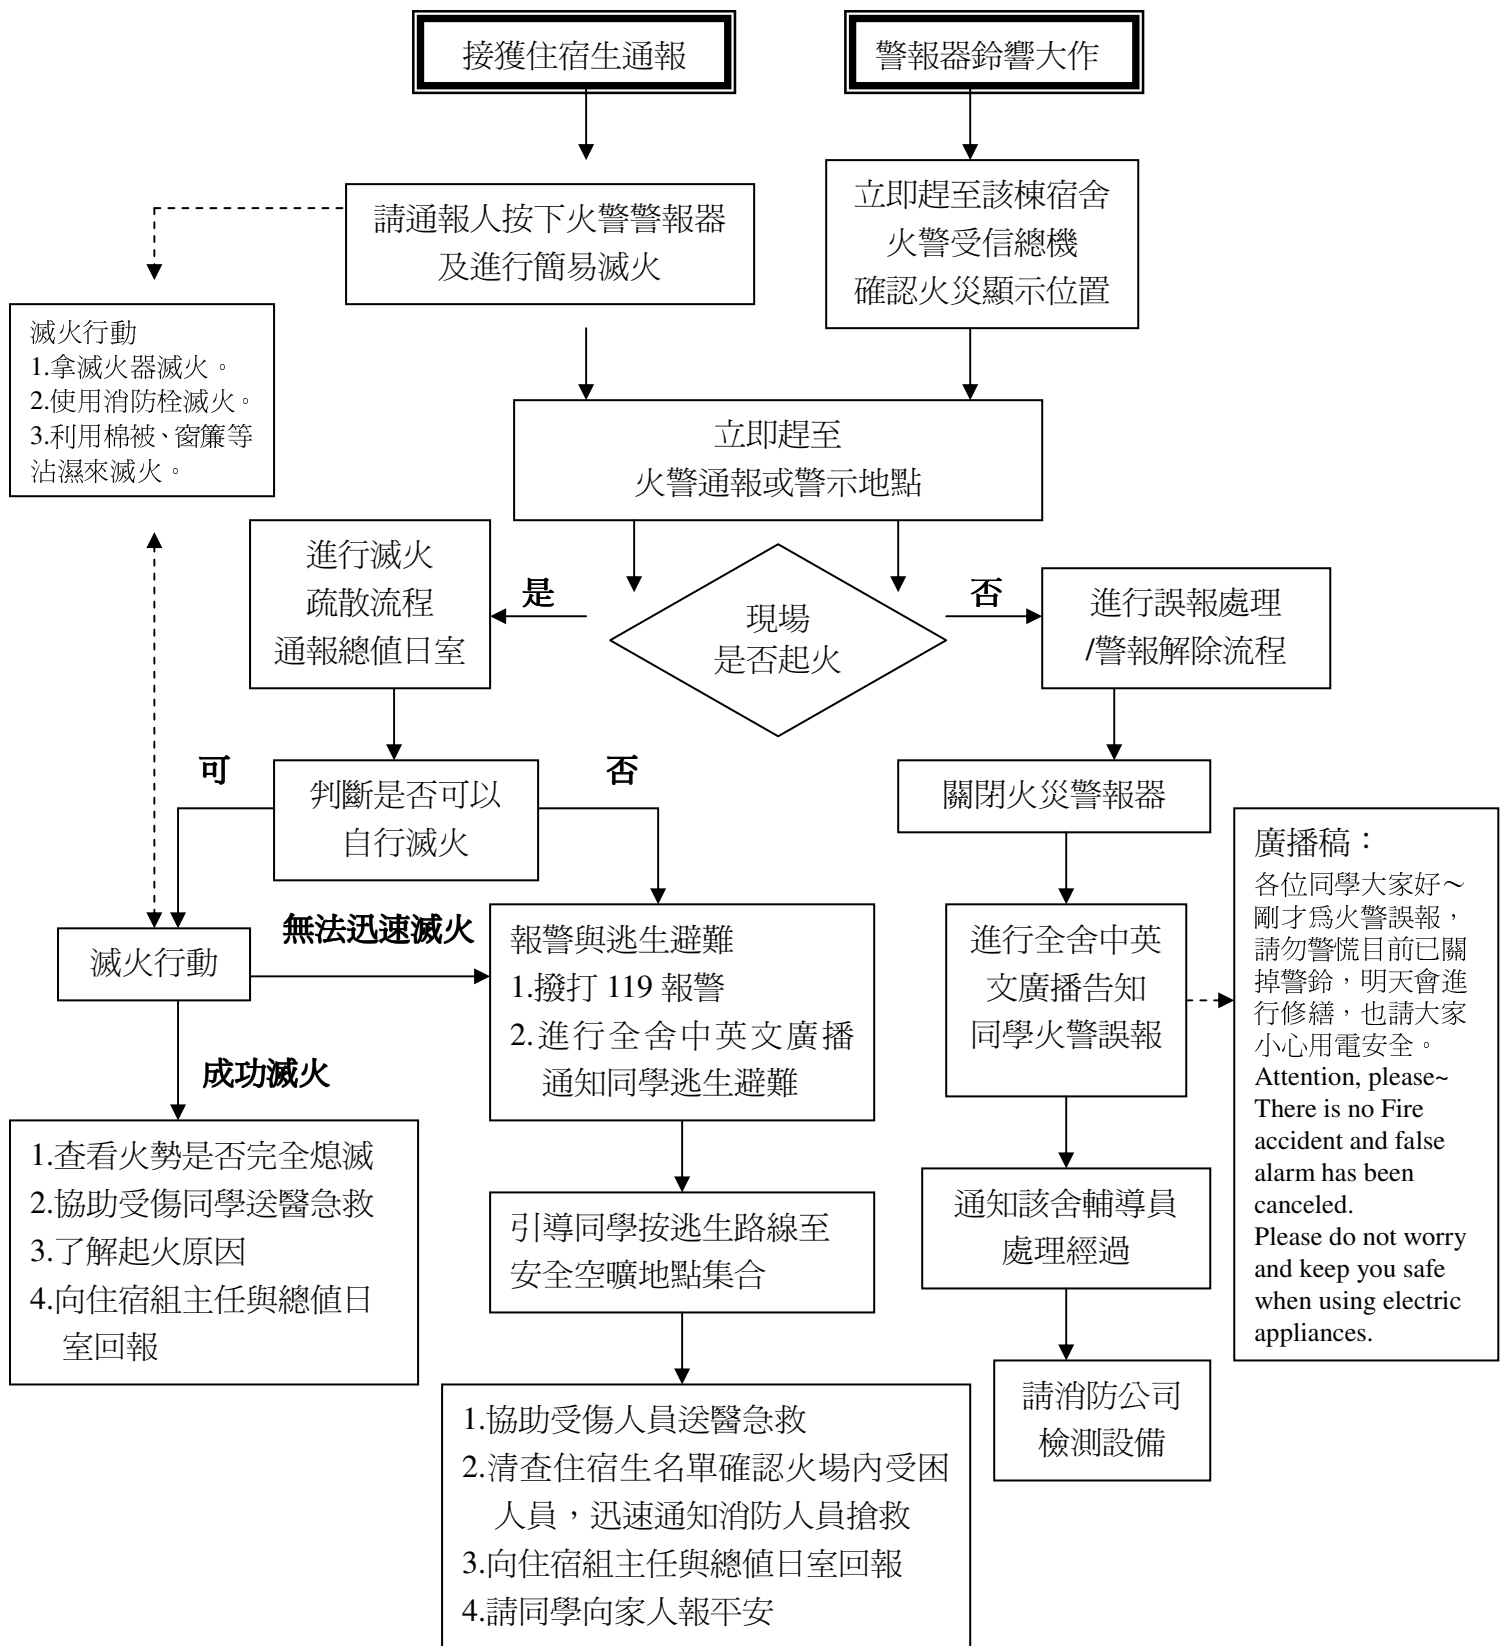 接獲住宿生通報
警報器鈴響大作
請通報人按下火警警報器
及進行簡易滅火
立即趕至該棟宿舍
火警受信總機
確認火災顯示位置
滅火行動
1.拿滅火器滅火。
2.使用消防栓滅火。
3.利用棉被、窗簾等
沾濕來滅火。
立即趕至
火警通報或警示地點
進行滅火
疏散流程
通報總值日室
是
現場
是否起火
否
進行誤報處理
/警報解除流程
可
判斷是否可以
自行滅火
否
關閉火災警報器
滅火行動
無法迅速滅火
報警與逃生避難
1.撥打 119 報警
2.進行全舍中英文廣播
通知同學逃生避難
進行全舍中英
文廣播告知
同學火警誤報
廣播稿：
各位同學大家好～
剛才為火警誤報，
請勿驚慌目前已關
掉警鈴，明天會進
行修繕，也請大家
小心用電安全。
Attention, please~
There is no Fire
accident and false
alarm has been
canceled.
Please do not worry
and keep you safe
when using electric
appliances.
成功滅火
1.查看火勢是否完全熄滅
2.協助受傷同學送醫急救
3.了解起火原因
4.向住宿組主任與總值日
室回報
引導同學按逃生路線至
安全空曠地點集合
通知該舍輔導員
處理經過
1.協助受傷人員送醫急救
2.清查住宿生名單確認火場內受困
人員，迅速通知消防人員搶救
3.向住宿組主任與總值日室回報
4.請同學向家人報平安
請消防公司
檢測設備